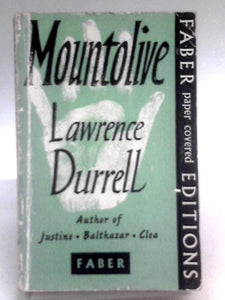 Mountolive
Lawrence
Durrell
Author of
Justine · Balthazar · Clea
FABER
FABER paper covered EDITIONS